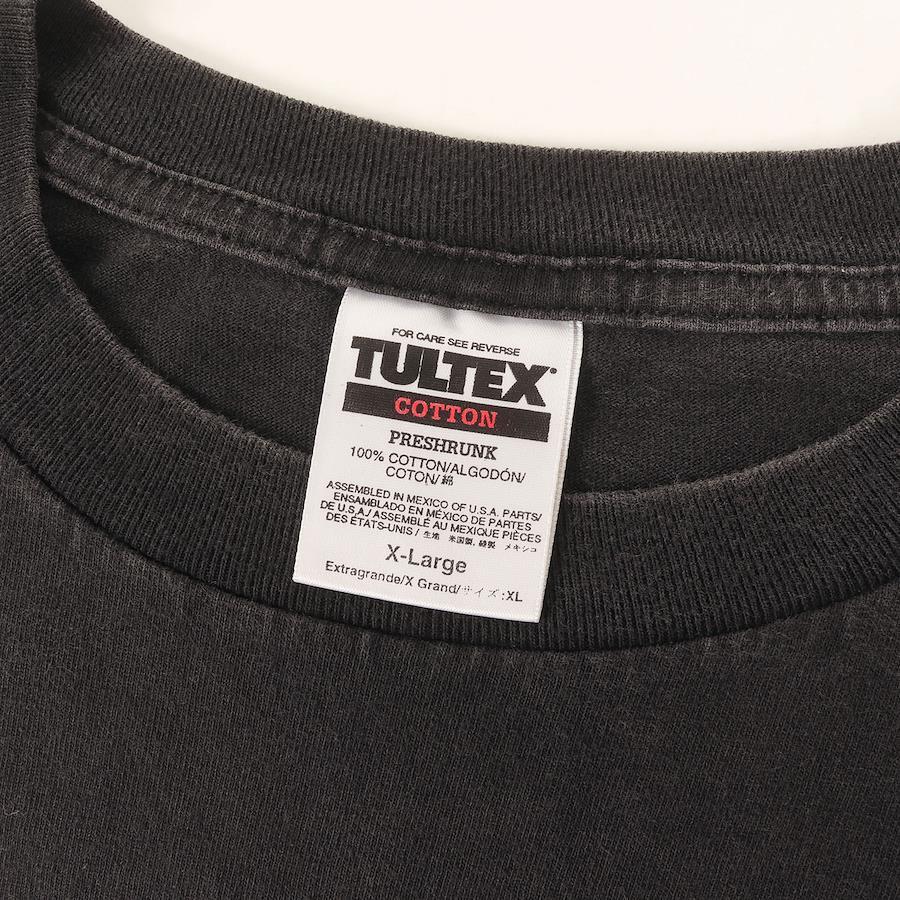 FOR CARE SEE REVERSE
TULTEX®
COTTON
PRESHRUNK
100% COTTON/ALGODÓN/
COTON/綿
ASSEMBLED IN MEXICO OF U.S.A. PARTS/
ENSAMBLADO EN MÉXICO DE PARTES
DE U.S.A./ ASSEMBLÉ AU MEXIQUE PIÈCES
DES ÉTATS-UNIS / 生地 米国製, 縫製 メキシコ
X-Large
Extragrande/X Grand/サイズ:XL